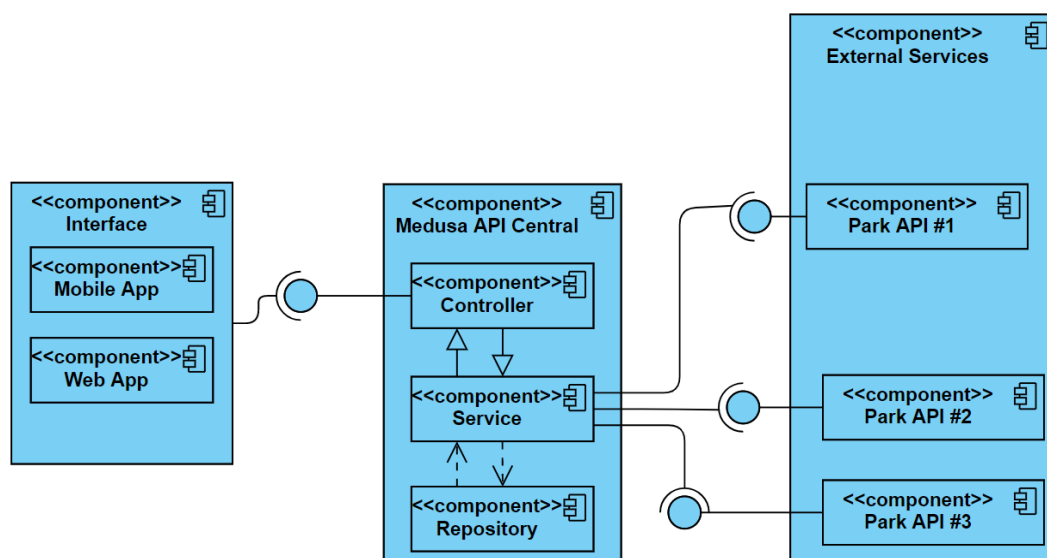 <<component>>
Interface
<<component>>
Mobile App
<<component>>
Web App
<<component>>
Medusa API Central
<<component>>
Controller
<<component>>
Service
<<component>>
Repository
<<component>>
External Services
<<component>>
Park API #1
<<component>>
Park API #2
<<component>>
Park API #3